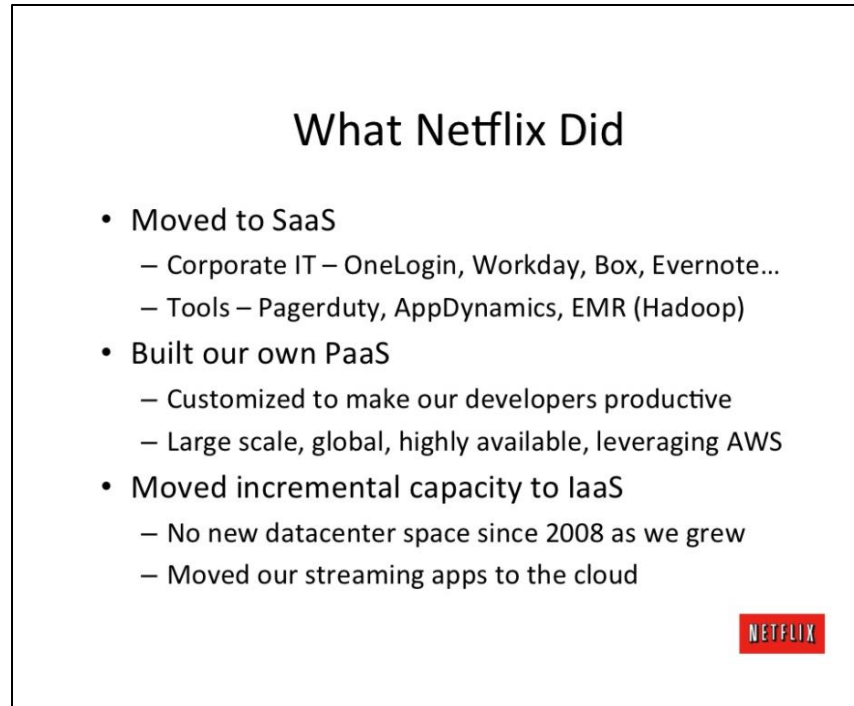 What Netflix Did
• Moved to SaaS
– Corporate IT – OneLogin, Workday, Box, Evernote…
– Tools – Pagerduty, AppDynamics, EMR (Hadoop)
• Built our own PaaS
– Customized to make our developers productive
– Large scale, global, highly available, leveraging AWS
• Moved incremental capacity to IaaS
– No new datacenter space since 2008 as we grew
– Moved our streaming apps to the cloud
NETFLIX